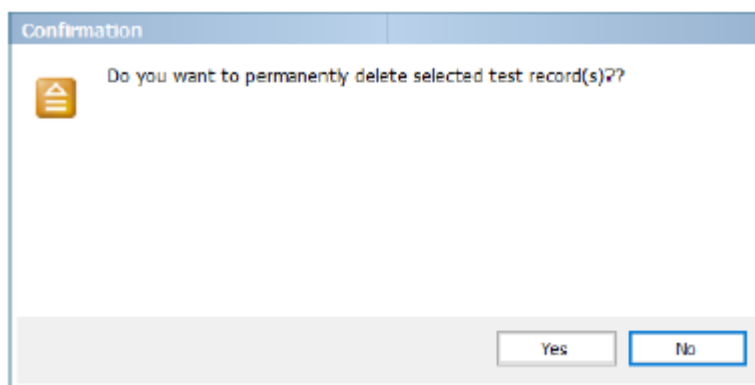 Confirmation
Do you want to permanently delete selected test record(s)??
Yes
No